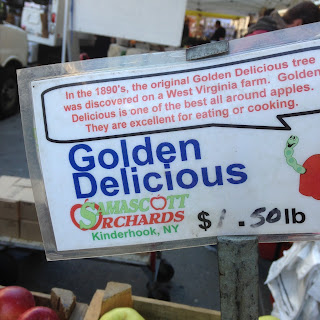 In the 1890's, the original Golden Delicious tree
was discovered on a West Virginia farm. Golden
Delicious is one of the best all around apples.
They are excellent for eating or cooking.
Golden
Delicious
SAMASCOTT
ORCHARDS
Kinderhook, NY
$1.50lb